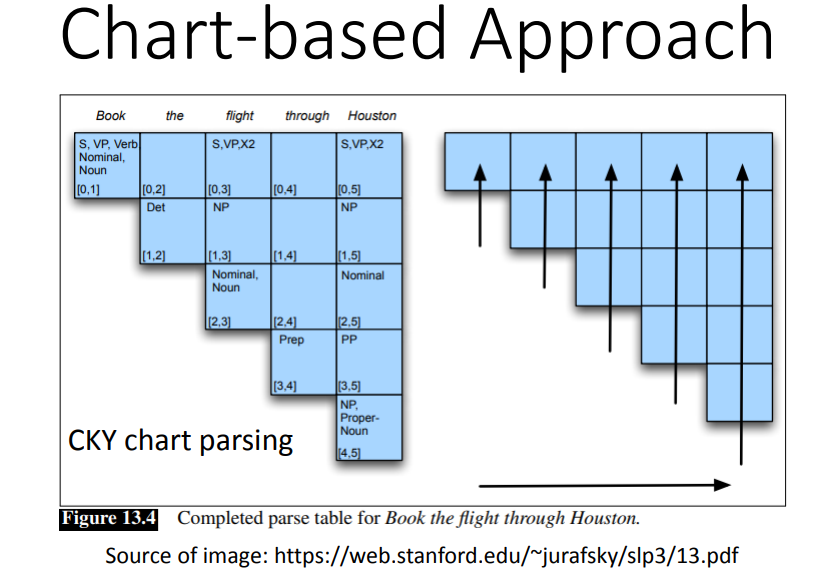 Chart-based Approach
Book the flight through Houston
S, VP, Verb S,VP,X2 S,VP,X2
Nominal,
Noun
[0,1] [0,2] [0,3] [0,4] [0,5]
Det NP NP
[1,2] [1,3] [1,4] [1,5]
Nominal, Nominal
Noun
[2,3] [2,4] [2,5]
Prep PP
[3,4] [3,5]
NP,
Proper-
Noun
[4,5]
CKY chart parsing
Figure 13.4 Completed parse table for Book the flight through Houston.
Source of image: https://web.stanford.edu/~jurafsky/slp3/13.pdf